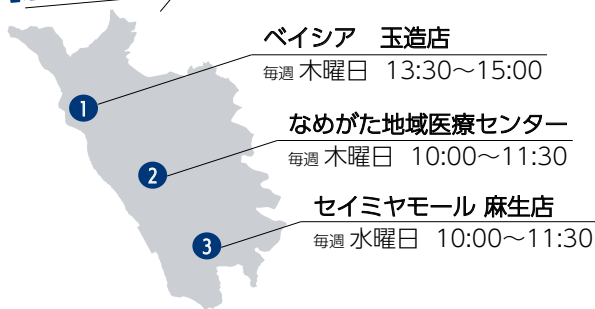 ベイシア 玉造店
毎週 木曜日 13:30～15:00
1
なめがた地域医療センター
毎週 木曜日 10:00～11:30
2
セイミヤモール 麻生店
毎週 水曜日 10:00～11:30
3